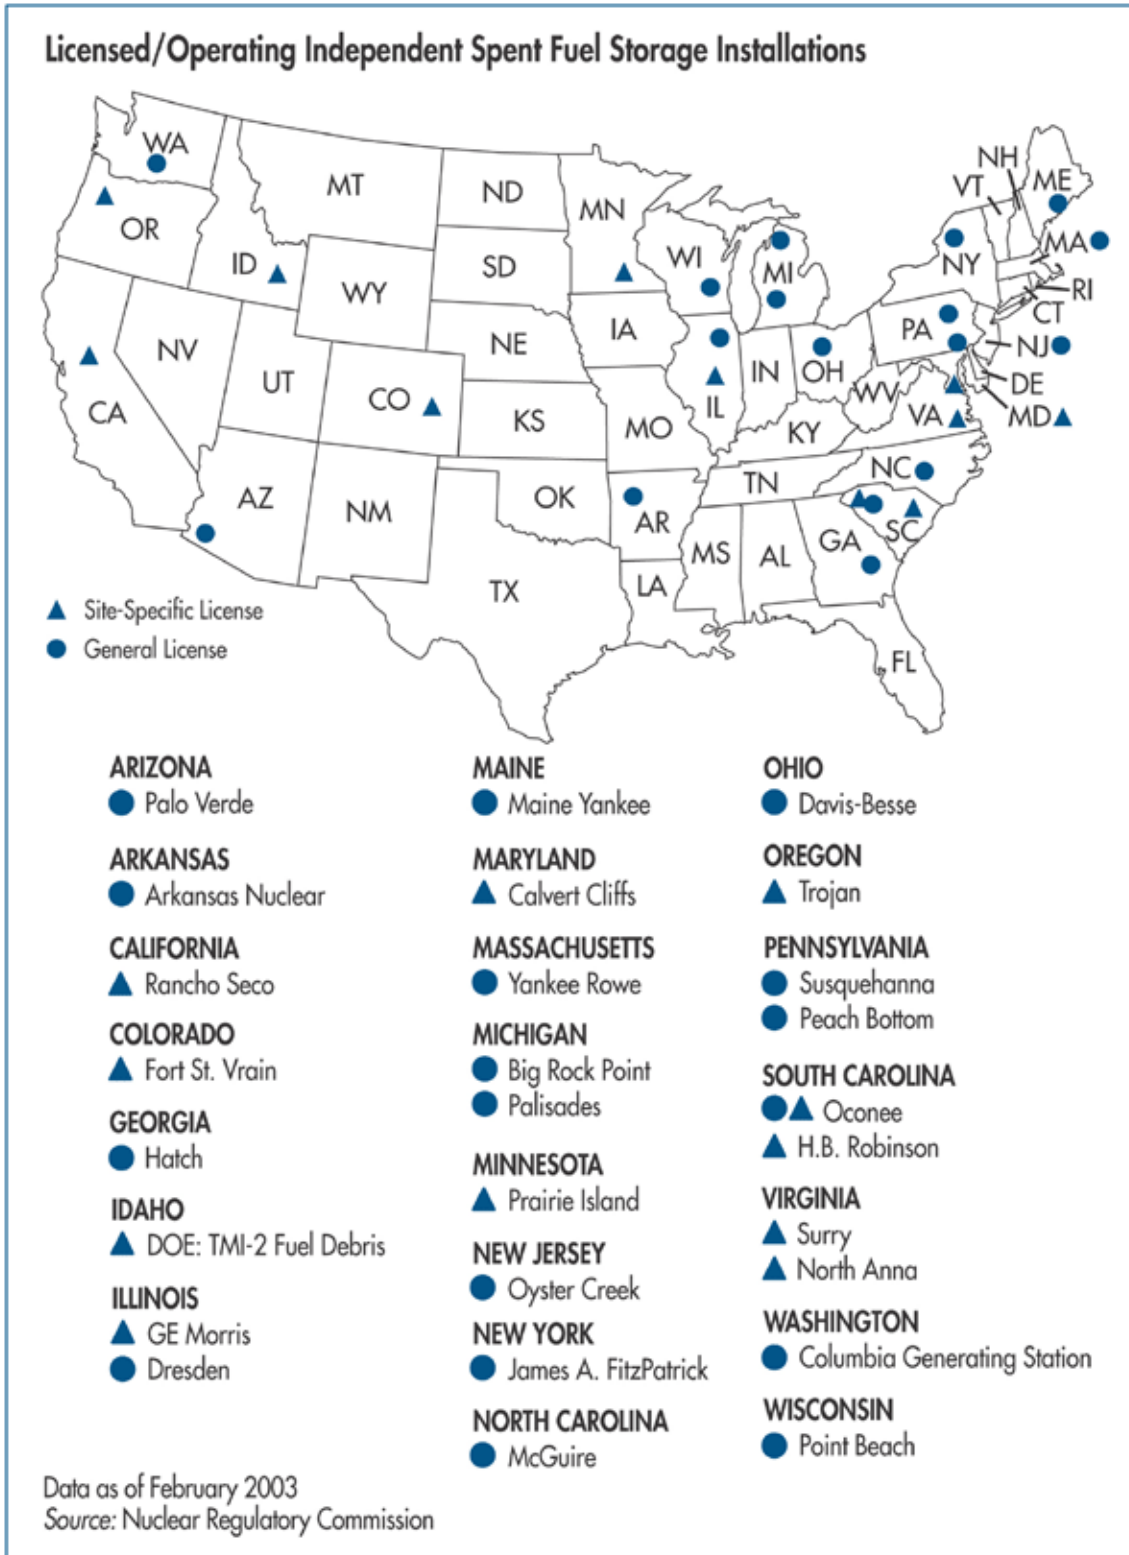 Licensed/Operating Independent Spent Fuel Storage Installations
WA
MT
ND
MN
OR
ID
WY
SD
WI
MI
NH
VT
ME
MA
NY
RI
CT
NV
UT
CO
NE
IA
IL
IN
OH
PA
NJ
DE
MD
WV
VA
CA
KS
MO
KY
TN
NC
AZ
NM
OK
AR
SC
MS
AL
GA
TX
LA
FL
Site-Specific License
General License
ARIZONA
Palo Verde
ARKANSAS
Arkansas Nuclear
CALIFORNIA
Rancho Seco
COLORADO
Fort St. Vrain
GEORGIA
Hatch
IDAHO
DOE: TMI-2 Fuel Debris
ILLINOIS
GE Morris
Dresden
MAINE
Maine Yankee
MARYLAND
Calvert Cliffs
MASSACHUSETTS
Yankee Rowe
MICHIGAN
Big Rock Point
Palisades
MINNESOTA
Prairie Island
NEW JERSEY
Oyster Creek
NEW YORK
James A. FitzPatrick
NORTH CAROLINA
McGuire
OHIO
Davis-Besse
OREGON
Trojan
PENNSYLVANIA
Susquehanna
Peach Bottom
SOUTH CAROLINA
Oconee
H.B. Robinson
VIRGINIA
Surry
North Anna
WASHINGTON
Columbia Generating Station
WISCONSIN
Point Beach
Data as of February 2003
Source: Nuclear Regulatory Commission